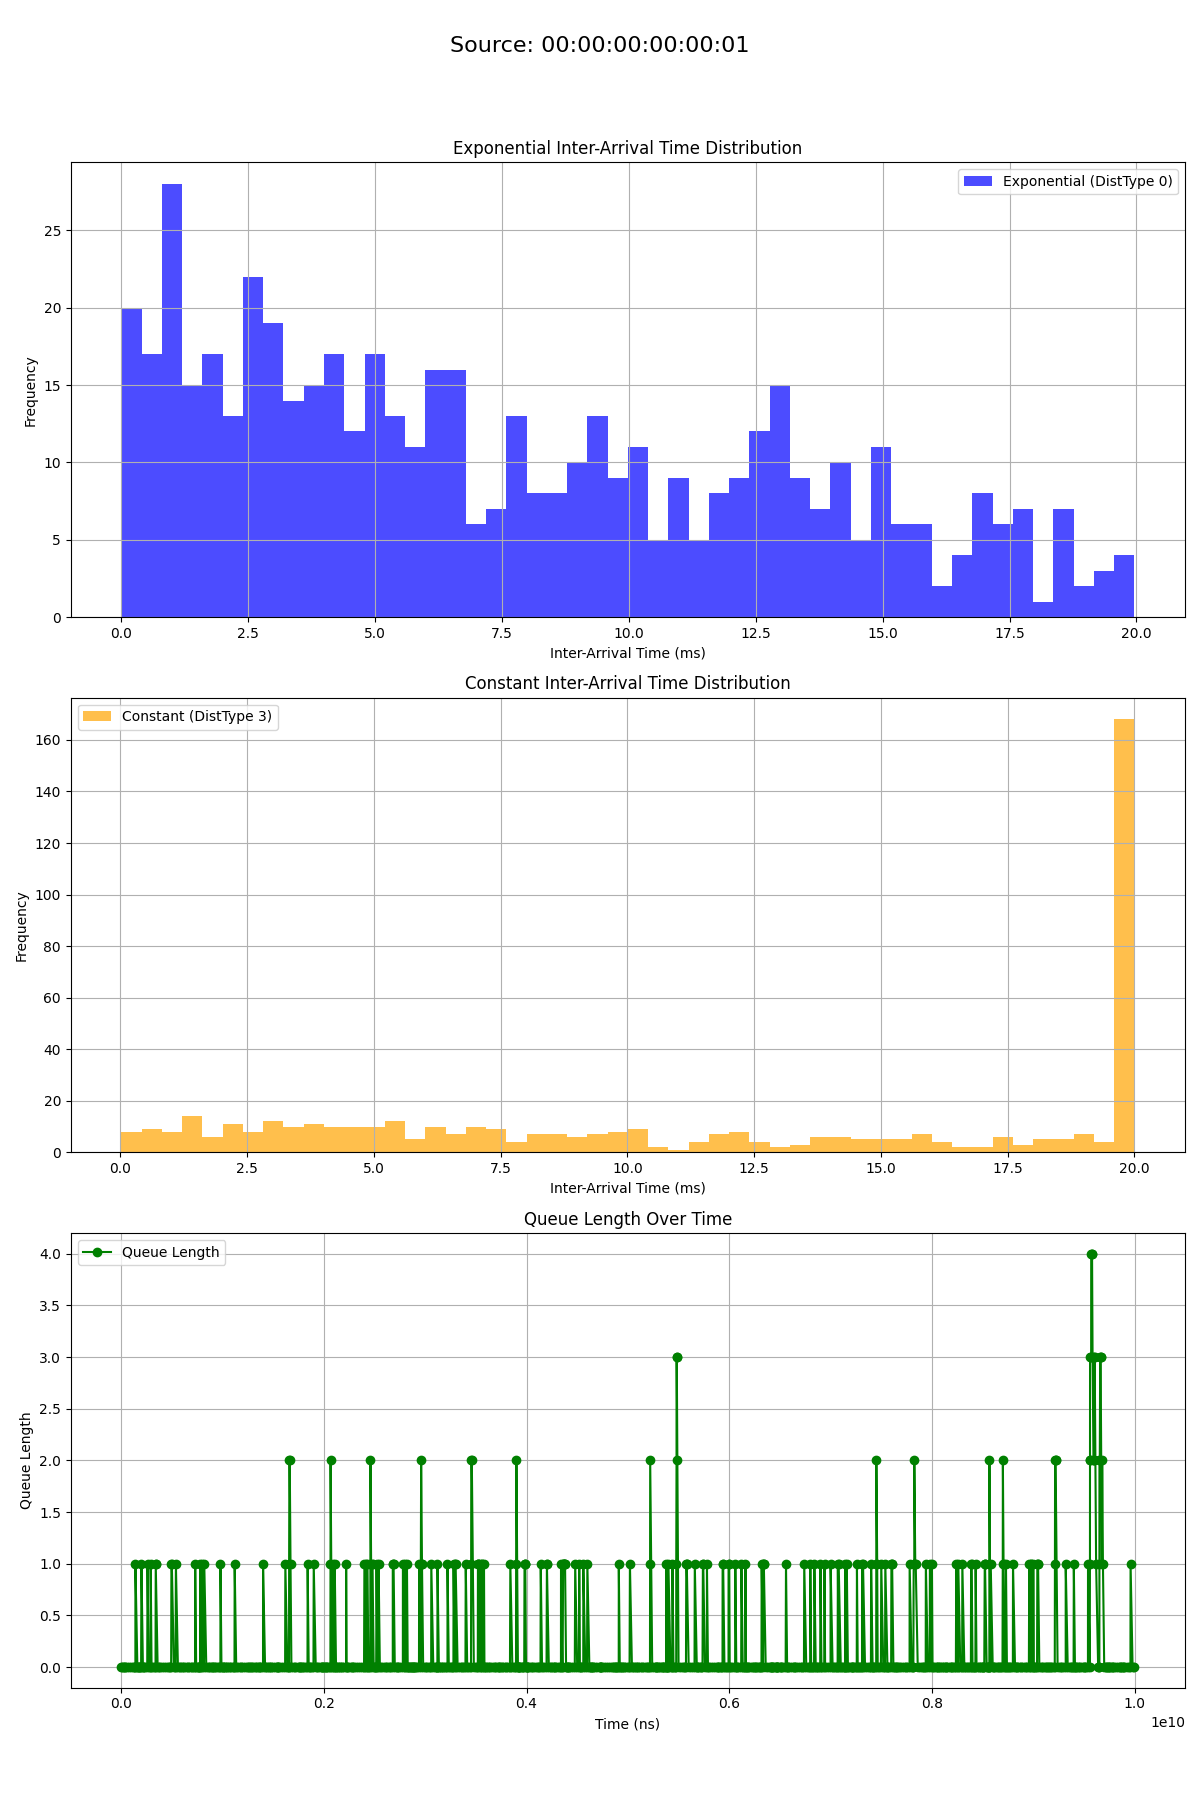 Source: 00:00:00:00:00:01
Exponential Inter-Arrival Time Distribution
Exponential (DistType 0)
Frequency
25
20
15
10
5
0
0.0 2.5 5.0 7.5 10.0 12.5 15.0 17.5 20.0
Inter-Arrival Time (ms)
Constant Inter-Arrival Time Distribution
Constant (DistType 3)
Frequency
160
140
120
100
80
60
40
20
0
0.0 2.5 5.0 7.5 10.0 12.5 15.0 17.5 20.0
Inter-Arrival Time (ms)
Queue Length Over Time
Queue Length
Queue Length
4.0
3.5
3.0
2.5
2.0
1.5
1.0
0.5
0.0
0.0 0.2 0.4 0.6 0.8 1.0
Time (ns)
1e10